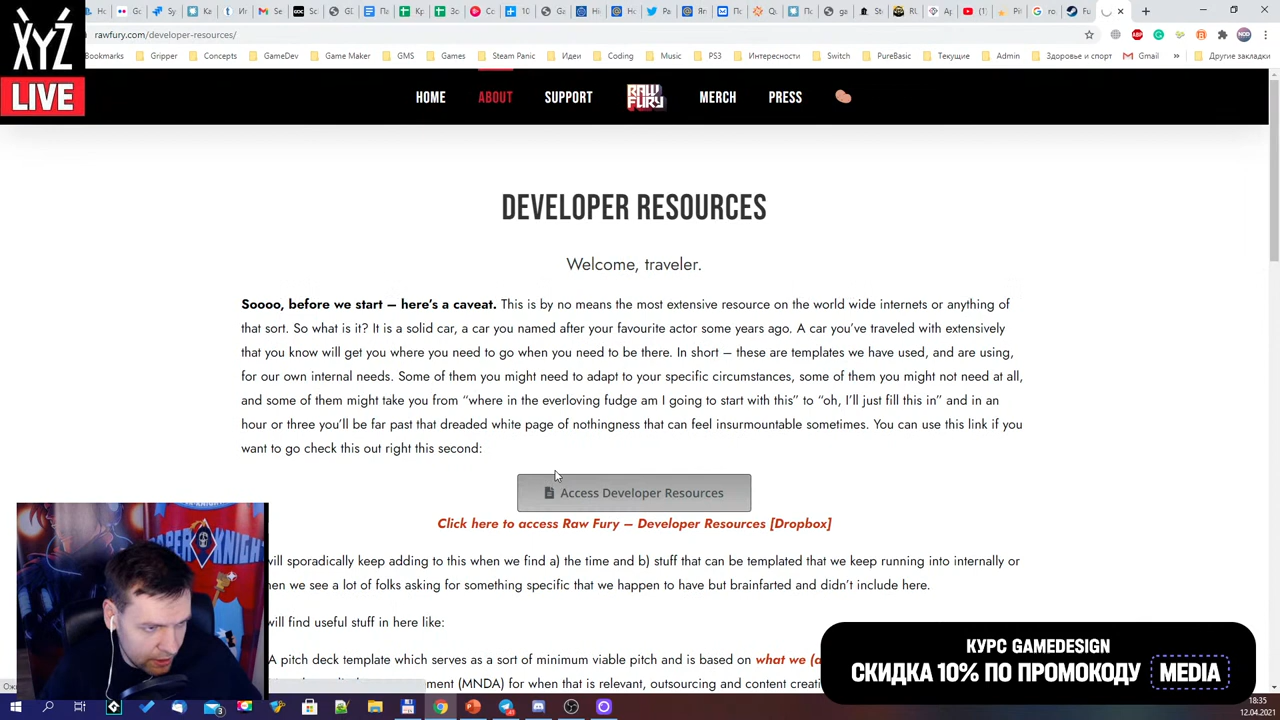 XYZ
LIVE
rawfury.com/developer-resources/
Bookmarks Gripper Concepts GameDev Game Maker GMS Games Steam Panic Идеи Coding Music PS3 Интересности Switch PureBasic Текущие Admin Здоровье и спорт Gmail » Другие закладки
HOME ABOUT SUPPORT RAW FURY MERCH PRESS
DEVELOPER RESOURCES
Welcome, traveler.
Soooo, before we start – here's a caveat. This is by no means the most extensive resource on the world wide internets or anything of
that sort. So what is it? It is a solid car, a car you named after your favourite actor some years ago. A car you've traveled with extensively
that you know will get you where you need to go when you need to be there. In short – these are templates we have used, and are using,
for our own internal needs. Some of them you might need to adapt to your specific circumstances, some of them you might not need at all,
and some of them might take you from “where in the everloving fudge am I going to start with this” to “oh, I'll just fill this in” and in an
hour or three you'll be far past that dreaded white page of nothingness that can feel insurmountable sometimes. You can use this link if you
want to go check this out right this second:
Access Developer Resources
Click here to access Raw Fury – Developer Resources [Dropbox]
will sporadically keep adding to this when we find a) the time and b) stuff that can be templated that we keep running into internally or
en we see a lot of folks asking for something specific that we happen to have but brainfarted and didn't include here.
will find useful stuff in here like:
A pitch deck template which serves as a sort of minimum viable pitch and is based on what we (a
ement (MNDA) for when that is relevant, outsourcing and content creati
КУРС GAMEDESIGN
СКИДКА 10% ПО ПРОМОКОДУ MEDIA
18:35
12.04.2021